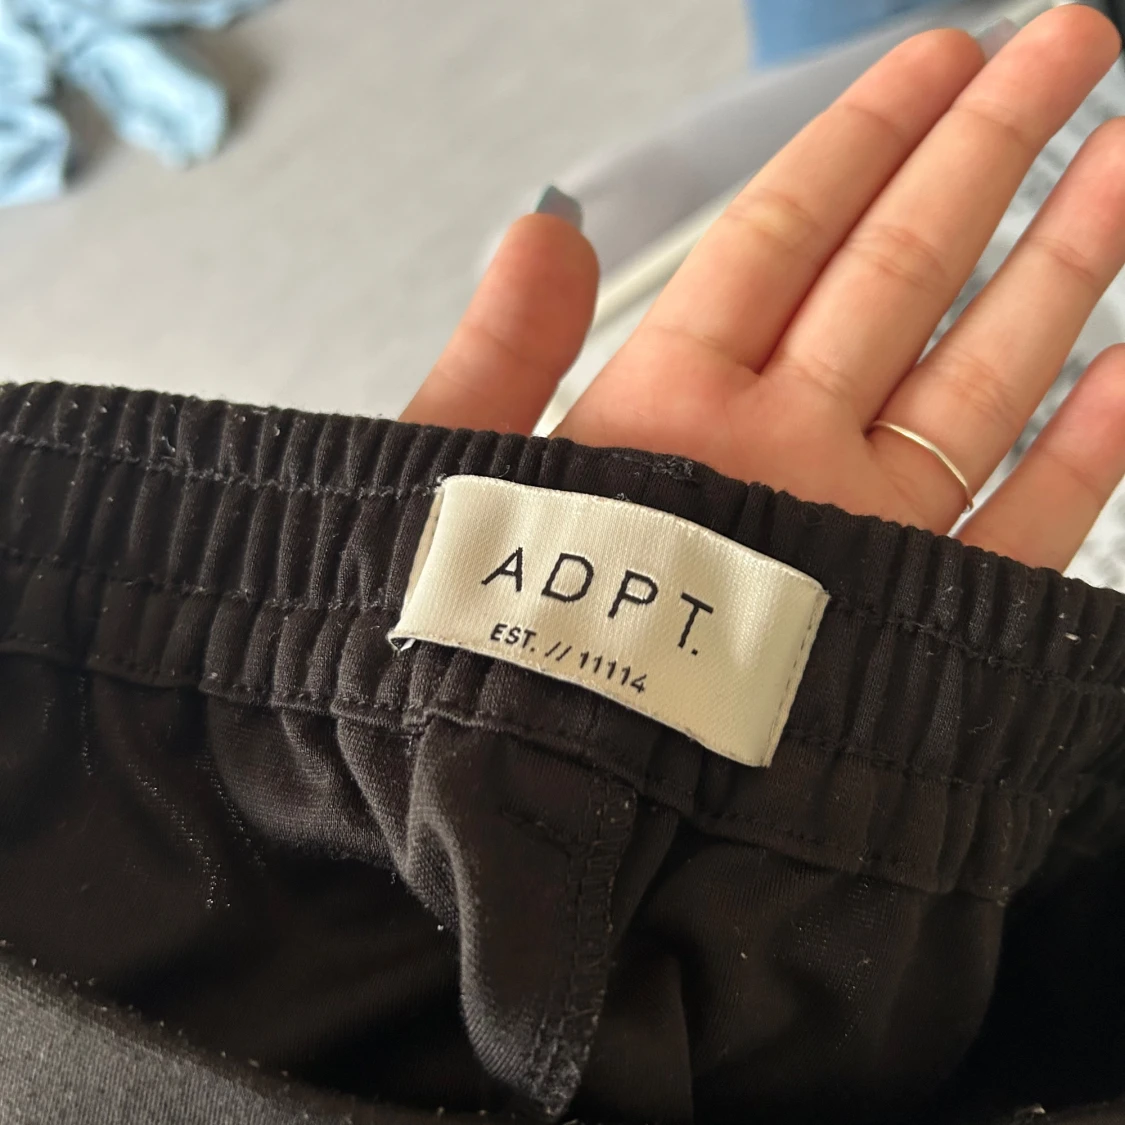 ADPT.
EST. // 11114